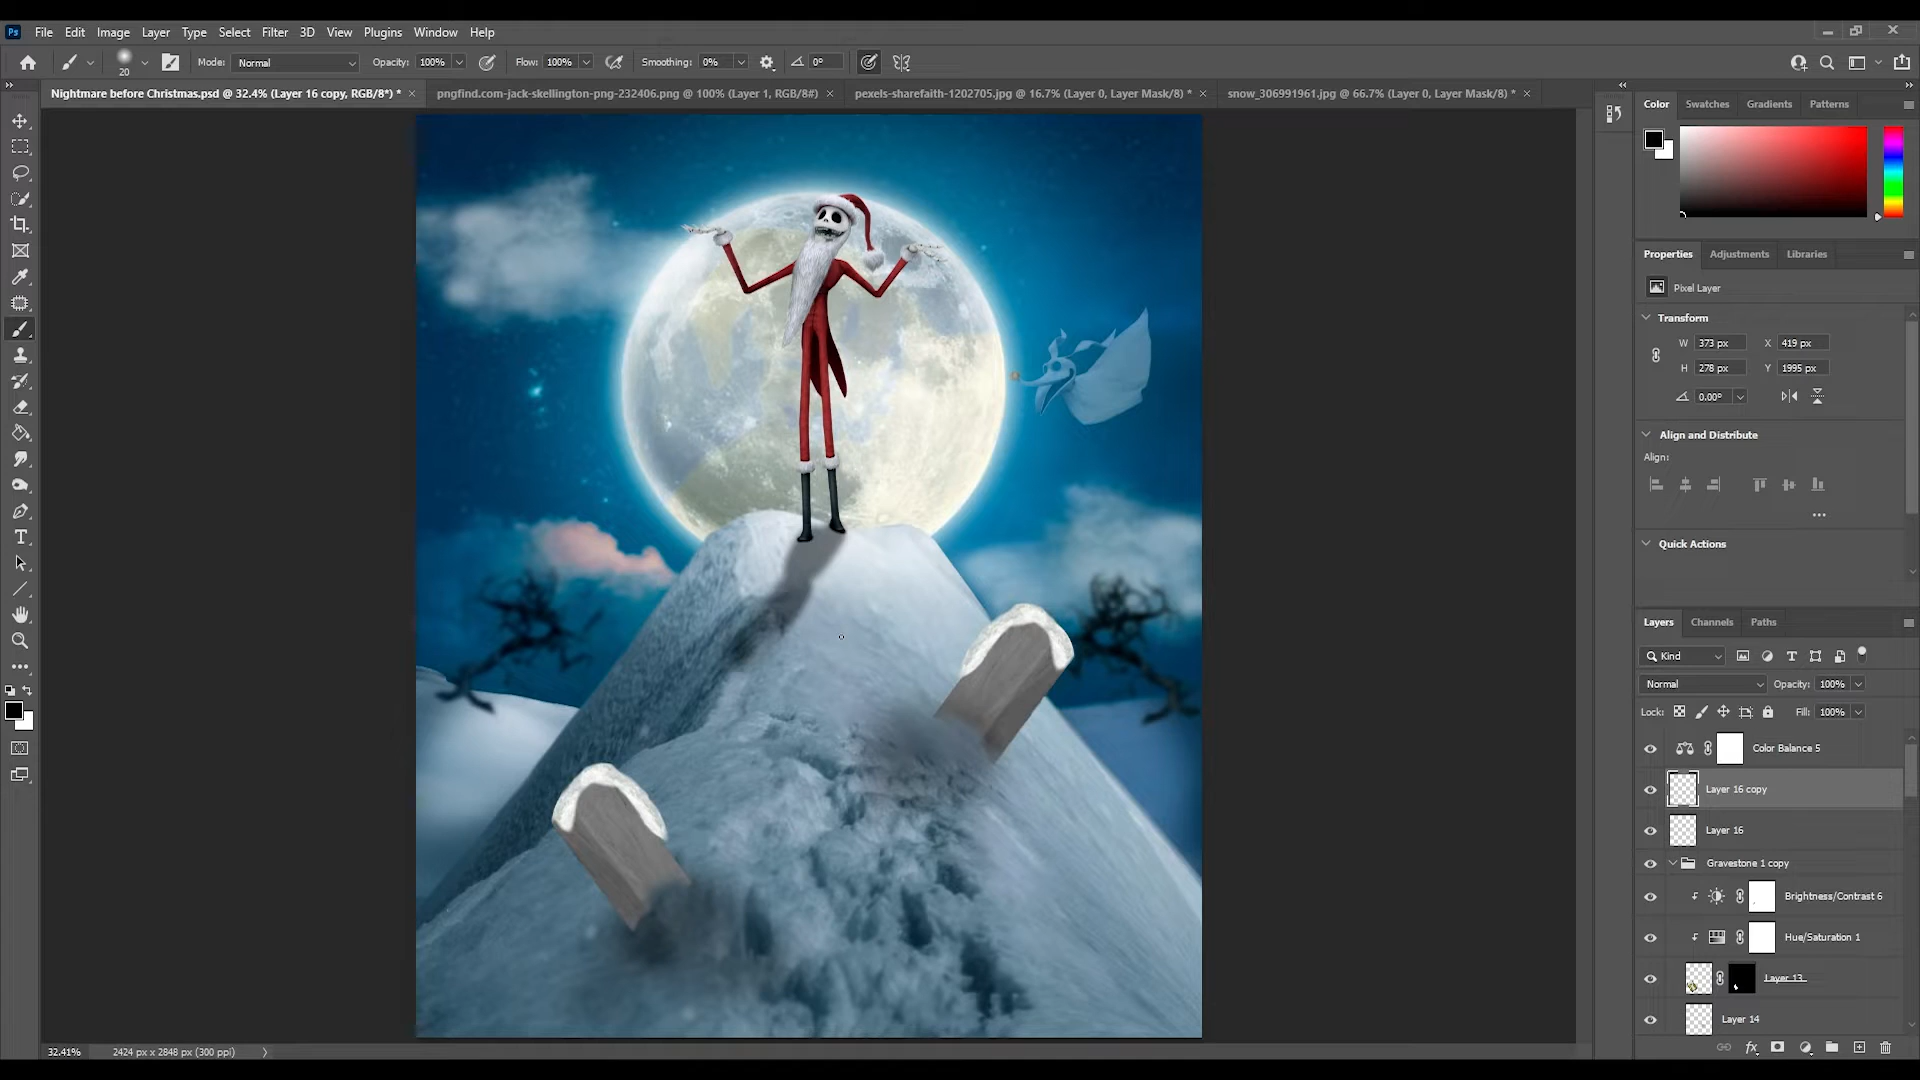 Ps File Edit Image Layer Type Select Filter 3D View Plugins Window Help
20 Mode: Normal Opacity: 100% Flow: 100% Smoothing: 0% 0°
Nightmare before Christmas.psd @ 32.4% (Layer 16 copy, RGB/8*) * × pngfind.com-jack-skellington-png-232406.png @ 100% (Layer 1, RGB/8#) × pexels-sharefaith-1202705.jpg @ 16.7% (Layer 0, Layer Mask/8) * × snow_306991961.jpg @ 66.7% (Layer 0, Layer Mask/8) * ×
Color Swatches Gradients Patterns
Properties Adjustments Libraries
Pixel Layer
Transform
W 373 px X 419 px
H 278 px Y 1995 px
0.00°
Align and Distribute
Align:
Quick Actions
Layers Channels Paths
Kind
Normal Opacity: 100%
Lock: Fill: 100%
Color Balance 5
Layer 16 copy
Layer 16
Gravestone 1 copy
Brightness/Contrast 6
Hue/Saturation 1
Layer 13
Layer 14
fx
32.41% 2424 px x 2848 px (300 ppi)